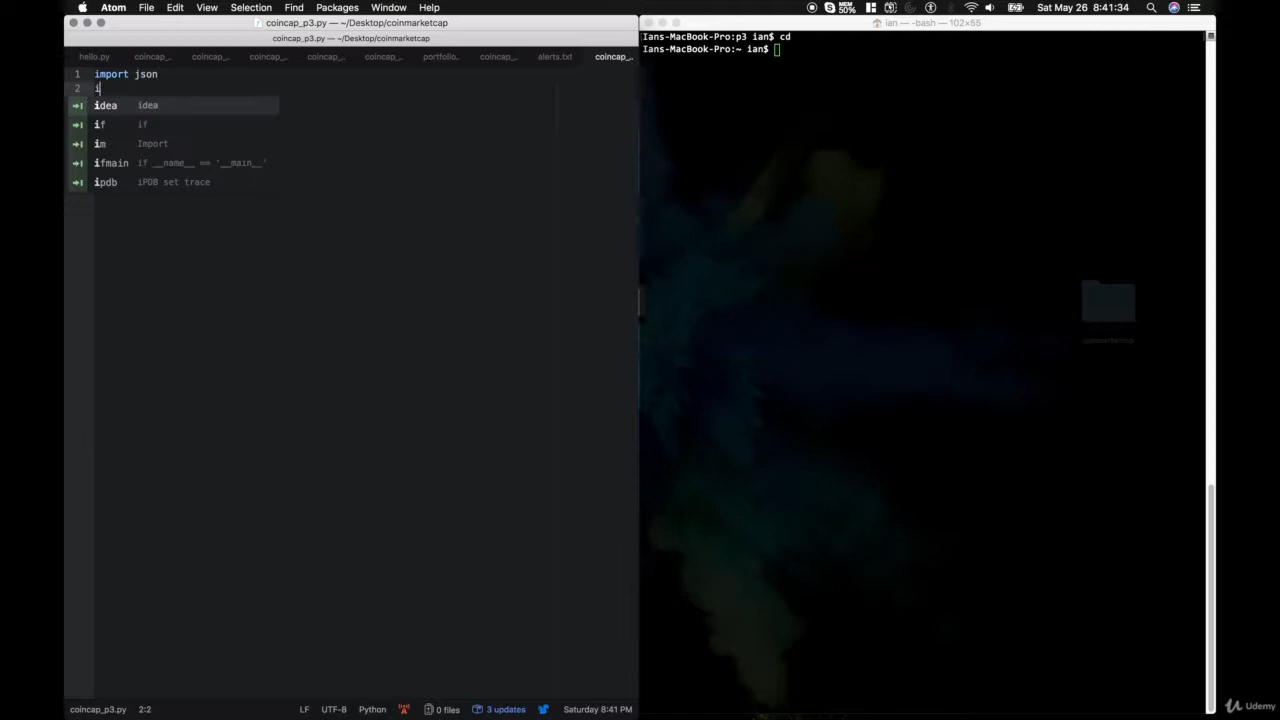 Atom File Edit View Selection Find Packages Window Help MEM 50% Sat May 26 8:41:34
coincap_p3.py — ~/Desktop/coinmarketcap
coincap_p3.py — ~/Desktop/coinmarketcap
hello.py coincap_.. coincap_.. coincap_.. coincap_.. coincap_.. portfolio.. coincap_.. alerts.txt coincap_..
1 import json
2 i
idea idea
if if
im Import
ifmain if __name__ == '__main__'
ipdb iPDB set trace
coincap_p3.py 2:2 LF UTF-8 Python 0 files 3 updates Saturday 8:41 PM
ian — -bash — 102×55
Ians-MacBook-Pro:p3 ian$ cd
Ians-MacBook-Pro:~ ian$
coinmarketcap
Udemy